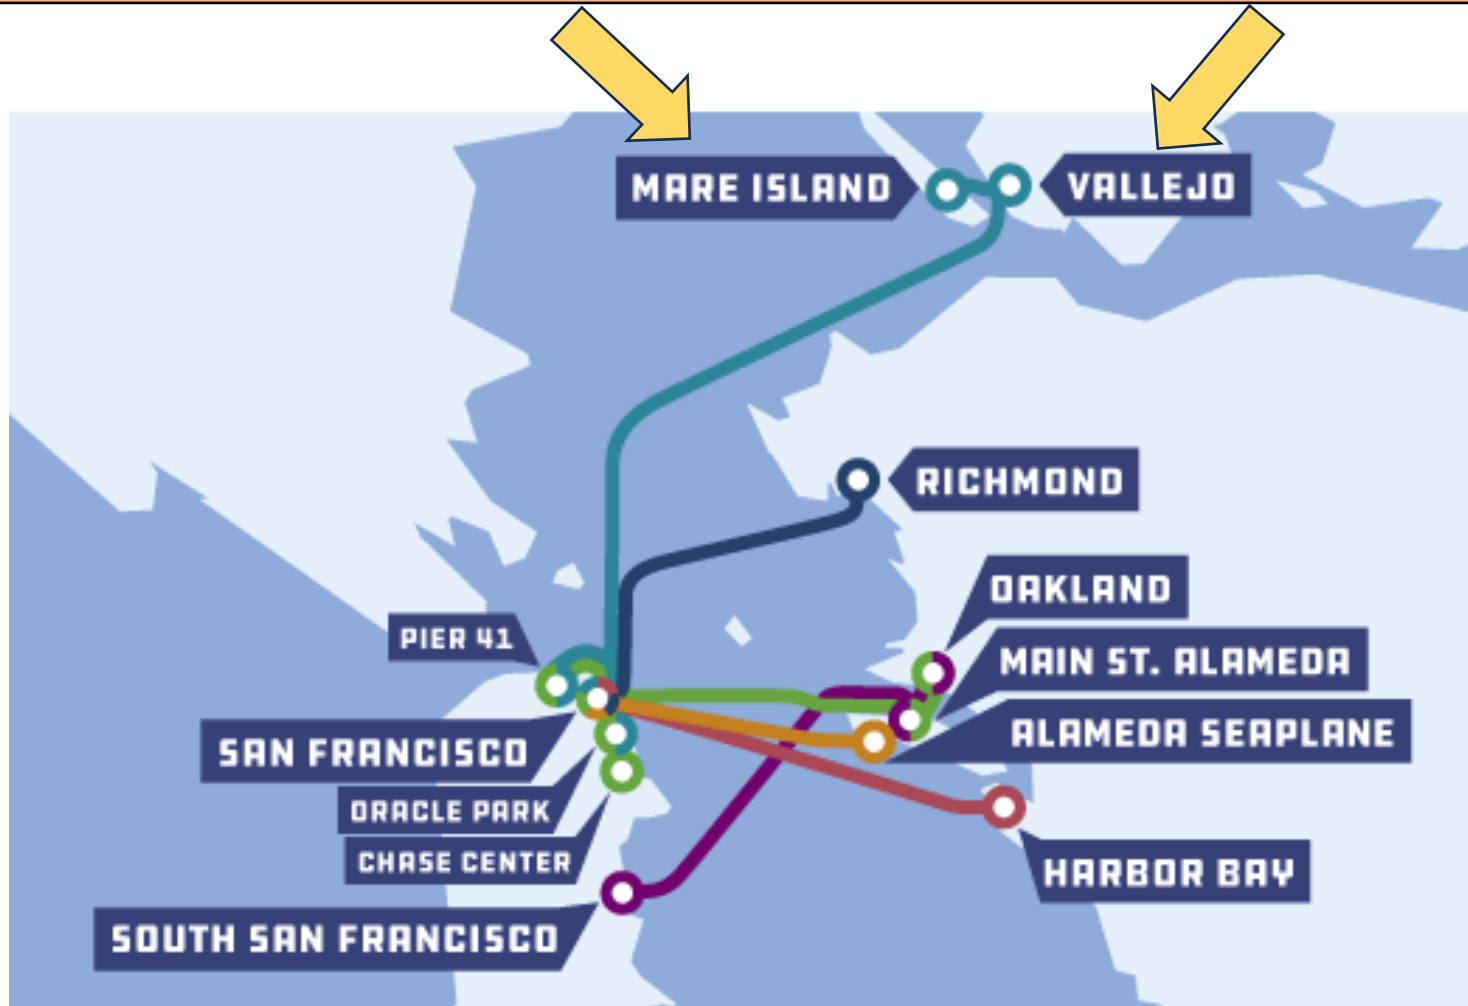 MARE ISLAND
VALLEJO
RICHMOND
OAKLAND
PIER 41
MAIN ST. ALAMEDA
ALAMEDA SEAPLANE
SAN FRANCISCO
ORACLE PARK
CHASE CENTER
HARBOR BAY
SOUTH SAN FRANCISCO